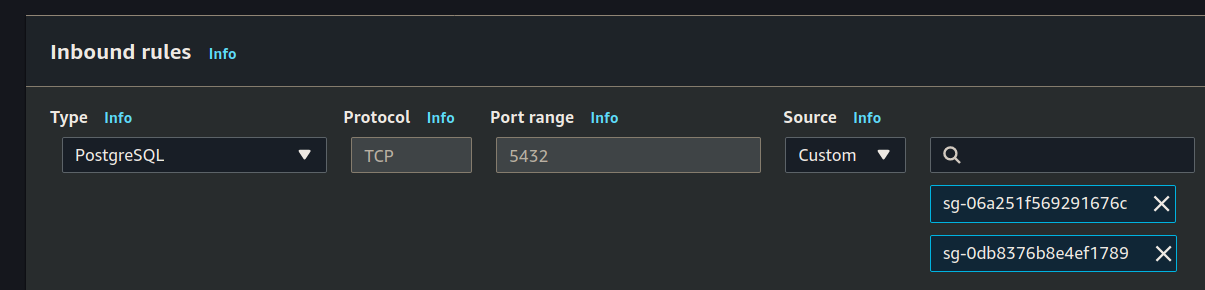 Inbound rules Info
Type Info Protocol Info Port range Info Source Info
PostgreSQL TCP 5432 Custom
sg-06a251f569291676c
sg-0db8376b8e4ef1789